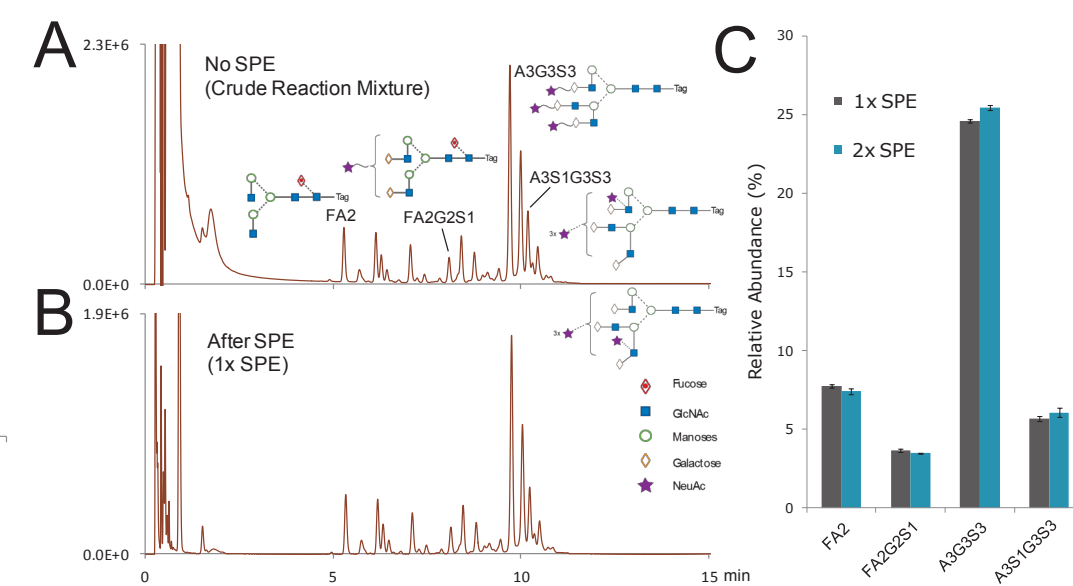 A
2.3E+6
No SPE
(Crude Reaction Mixture)
A3G3S3
Tag
Tag
Tag
FA2
FA2G2S1
A3S1G3S3
3x
Tag
0.0E+0
B
1.9E+6
After SPE
(1x SPE)
3x
Tag
Fucose
GlcNAc
Manoses
Galactose
NeuAc
0.0E+0
0
5
10
15 min
C
30
25
20
15
10
5
0
Relative Abundance (%)
1x SPE
2x SPE
FA2
FA2G2S1
A3G3S3
A3S1G3S3